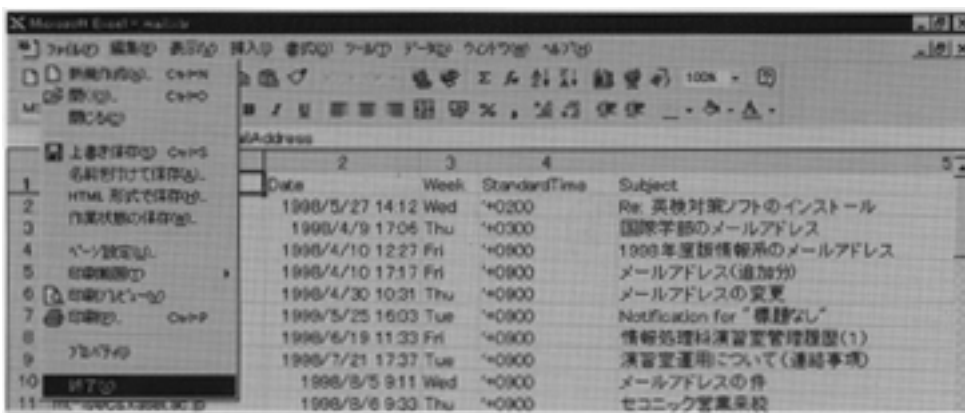 Microsoft Excel -
ファイル(F) 編集(E) 表示(V) 挿入(I) 書式(O) ツール(T) データ(D) ウィンドウ(W) ヘルプ(H)
新規作成(N)... Ctrl+N
開く(O)... Ctrl+O
閉じる(C)
上書き保存(S) Ctrl+S
名前を付けて保存(A)...
HTML 形式で保存(H)...
作業状態の保存(W)...
ページ設定(U)...
印刷範囲(T)
印刷プレビュー(V)
印刷(P)... Ctrl+P
プロパティ(I)
終了(X)
100%
B I U
Address
2 3 4 5
1 Date Week StandardTime Subject
2 1998/5/27 14:12 Wed '+0200 Re: 英検対策ソフトのインストール
3 1998/4/9 17:06 Thu '+0300 国際学部のメールアドレス
4 1998/4/10 12:27 Fri '+0900 1998年度版情報系のメールアドレス
5 1998/4/10 17:17 Fri '+0900 メールアドレス(追加分)
6 1998/4/30 10:31 Thu '+0900 メールアドレスの変更
7 1999/5/25 16:03 Tue '+0900 Notification for "標題なし"
8 1998/6/19 11:33 Fri '+0900 情報処理科演習室管理履歴(1)
9 1998/7/21 17:37 Tue '+0900 演習室運用について(連絡事項)
10 1998/8/5 9:11 Wed '+0900 メールアドレスの件
11 1998/8/6 9:33 Thu '+0900 セコニック営業来校